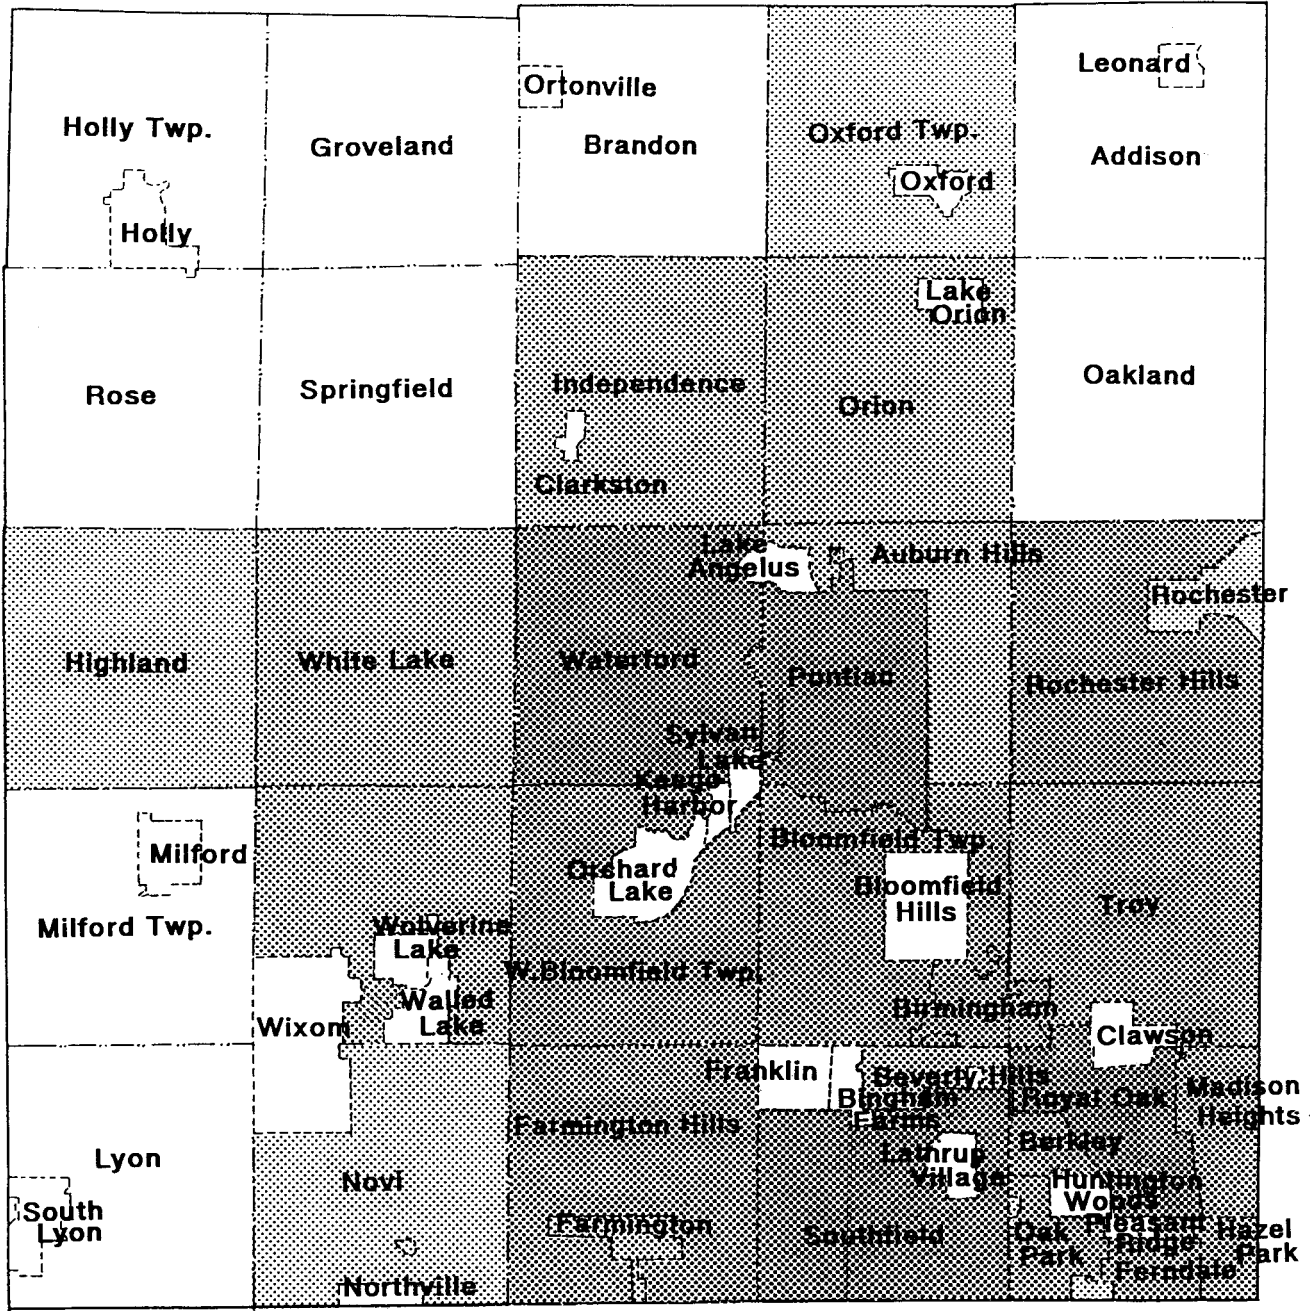 Leonard
Ortonville
Holly Twp.
Groveland
Brandon
Oxford Twp.
Addison
Oxford
Holly
Lake
Orion
Rose
Springfield
Independence
Orion
Oakland
Clarkston
Lake
Angelus
Auburn Hills
Rochester
Highland
White Lake
Waterford
Pontiac
Rochester Hills
Sylvan
Lake
Keego
Harbor
Milford
Bloomfield Twp.
Orchard
Lake
Bloomfield
Hills
Troy
Milford Twp.
Wolverine
Lake
W.Bloomfield Twp.
Walled
Lake
Wixom
Birmingham
Clawson
Franklin
Beverly Hills
Bingham
Farms
Royal Oak
Madison
Heights
Farmington Hills
Berkley
Lyon
Lathrup
Village
Novi
Huntington
Woods
South
Lyon
Farmington
Southfield
Oak
Park
Pleasant
Ridge
Hazel
Park
Ferndale
Northville